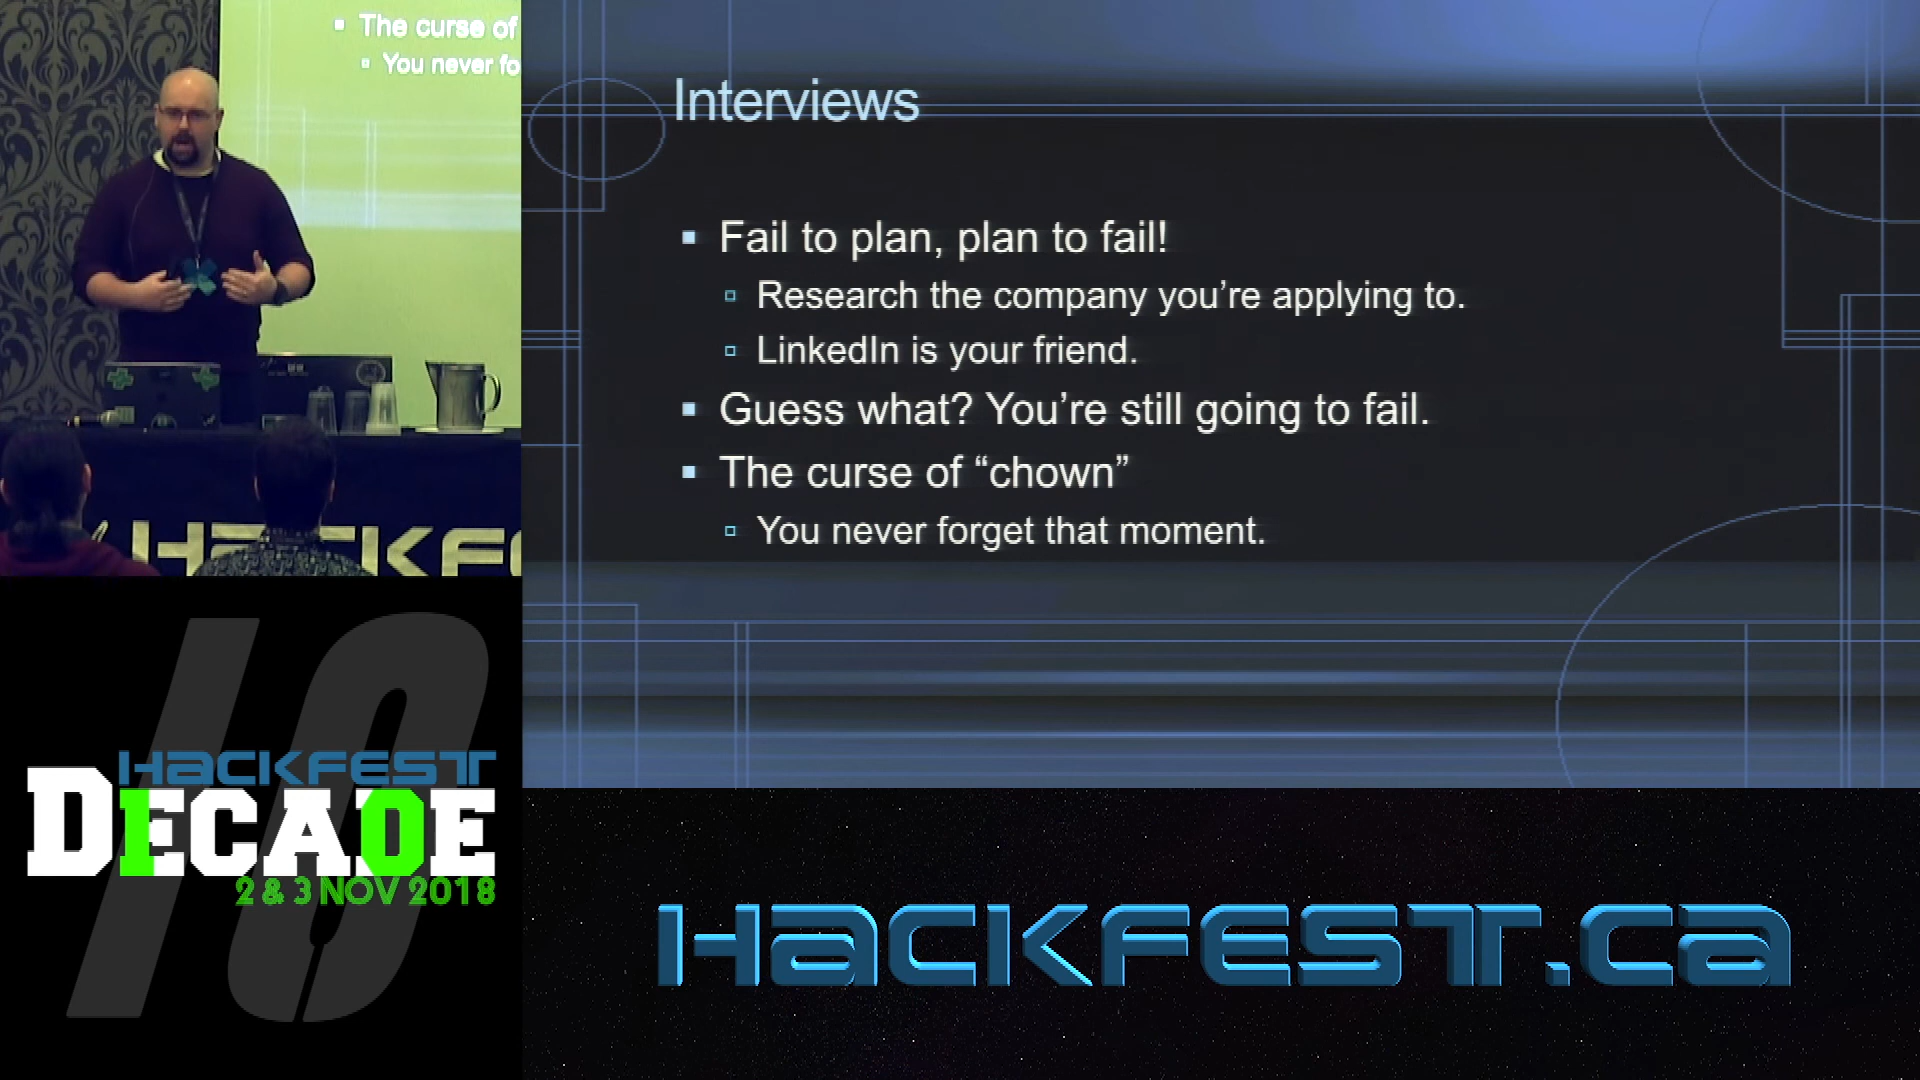 The curse of
You never fo
HACKFE
Interviews
Fail to plan, plan to fail!
Research the company you’re applying to.
LinkedIn is your friend.
Guess what? You’re still going to fail.
The curse of “chown”
You never forget that moment.
10
HACKFEST
DECADE
2 & 3 NOV 2018
HACKFEST.ca